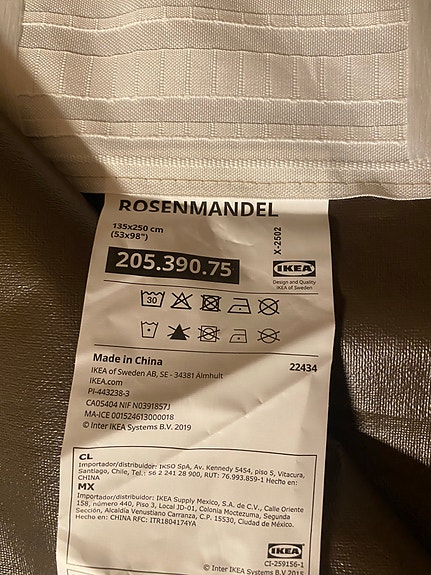 ROSENMANDEL
135x250 cm
(53x98")
X-2502
205.390.75
IKEA
Design and Quality
IKEA of Sweden
30
Made in China
22434
IKEA of Sweden AB, SE - 34381 Älmhult
IKEA.com
PI-443238-3
CA05404 NIF N0391857J
MA-ICE 001524613000018
© Inter IKEA Systems B.V. 2019
CL
Importador/distribuidor: IKSO SpA, Av. Kennedy 5454, piso 5, Vitacura,
Santiago, Chile, Tel.: 56 2 241 28 900, RUT: 76.993.859-1 Hecho en:
CHINA
MX
Importador/distribuidor: IKEA Supply Mexico, S.A. de C.V., Calle Oriente
158, número 440, Piso 3, Local JO-01, Colonia Moctezuma, Segunda
Sección, Alcaldía Venustiano Carranza, C.P. 15530, Ciudad de México.
Hecho en: CHINA RFC: ITR1804174YA
IKEA
CI-259156-1
© Inter IKEA Systems B.V. 2015